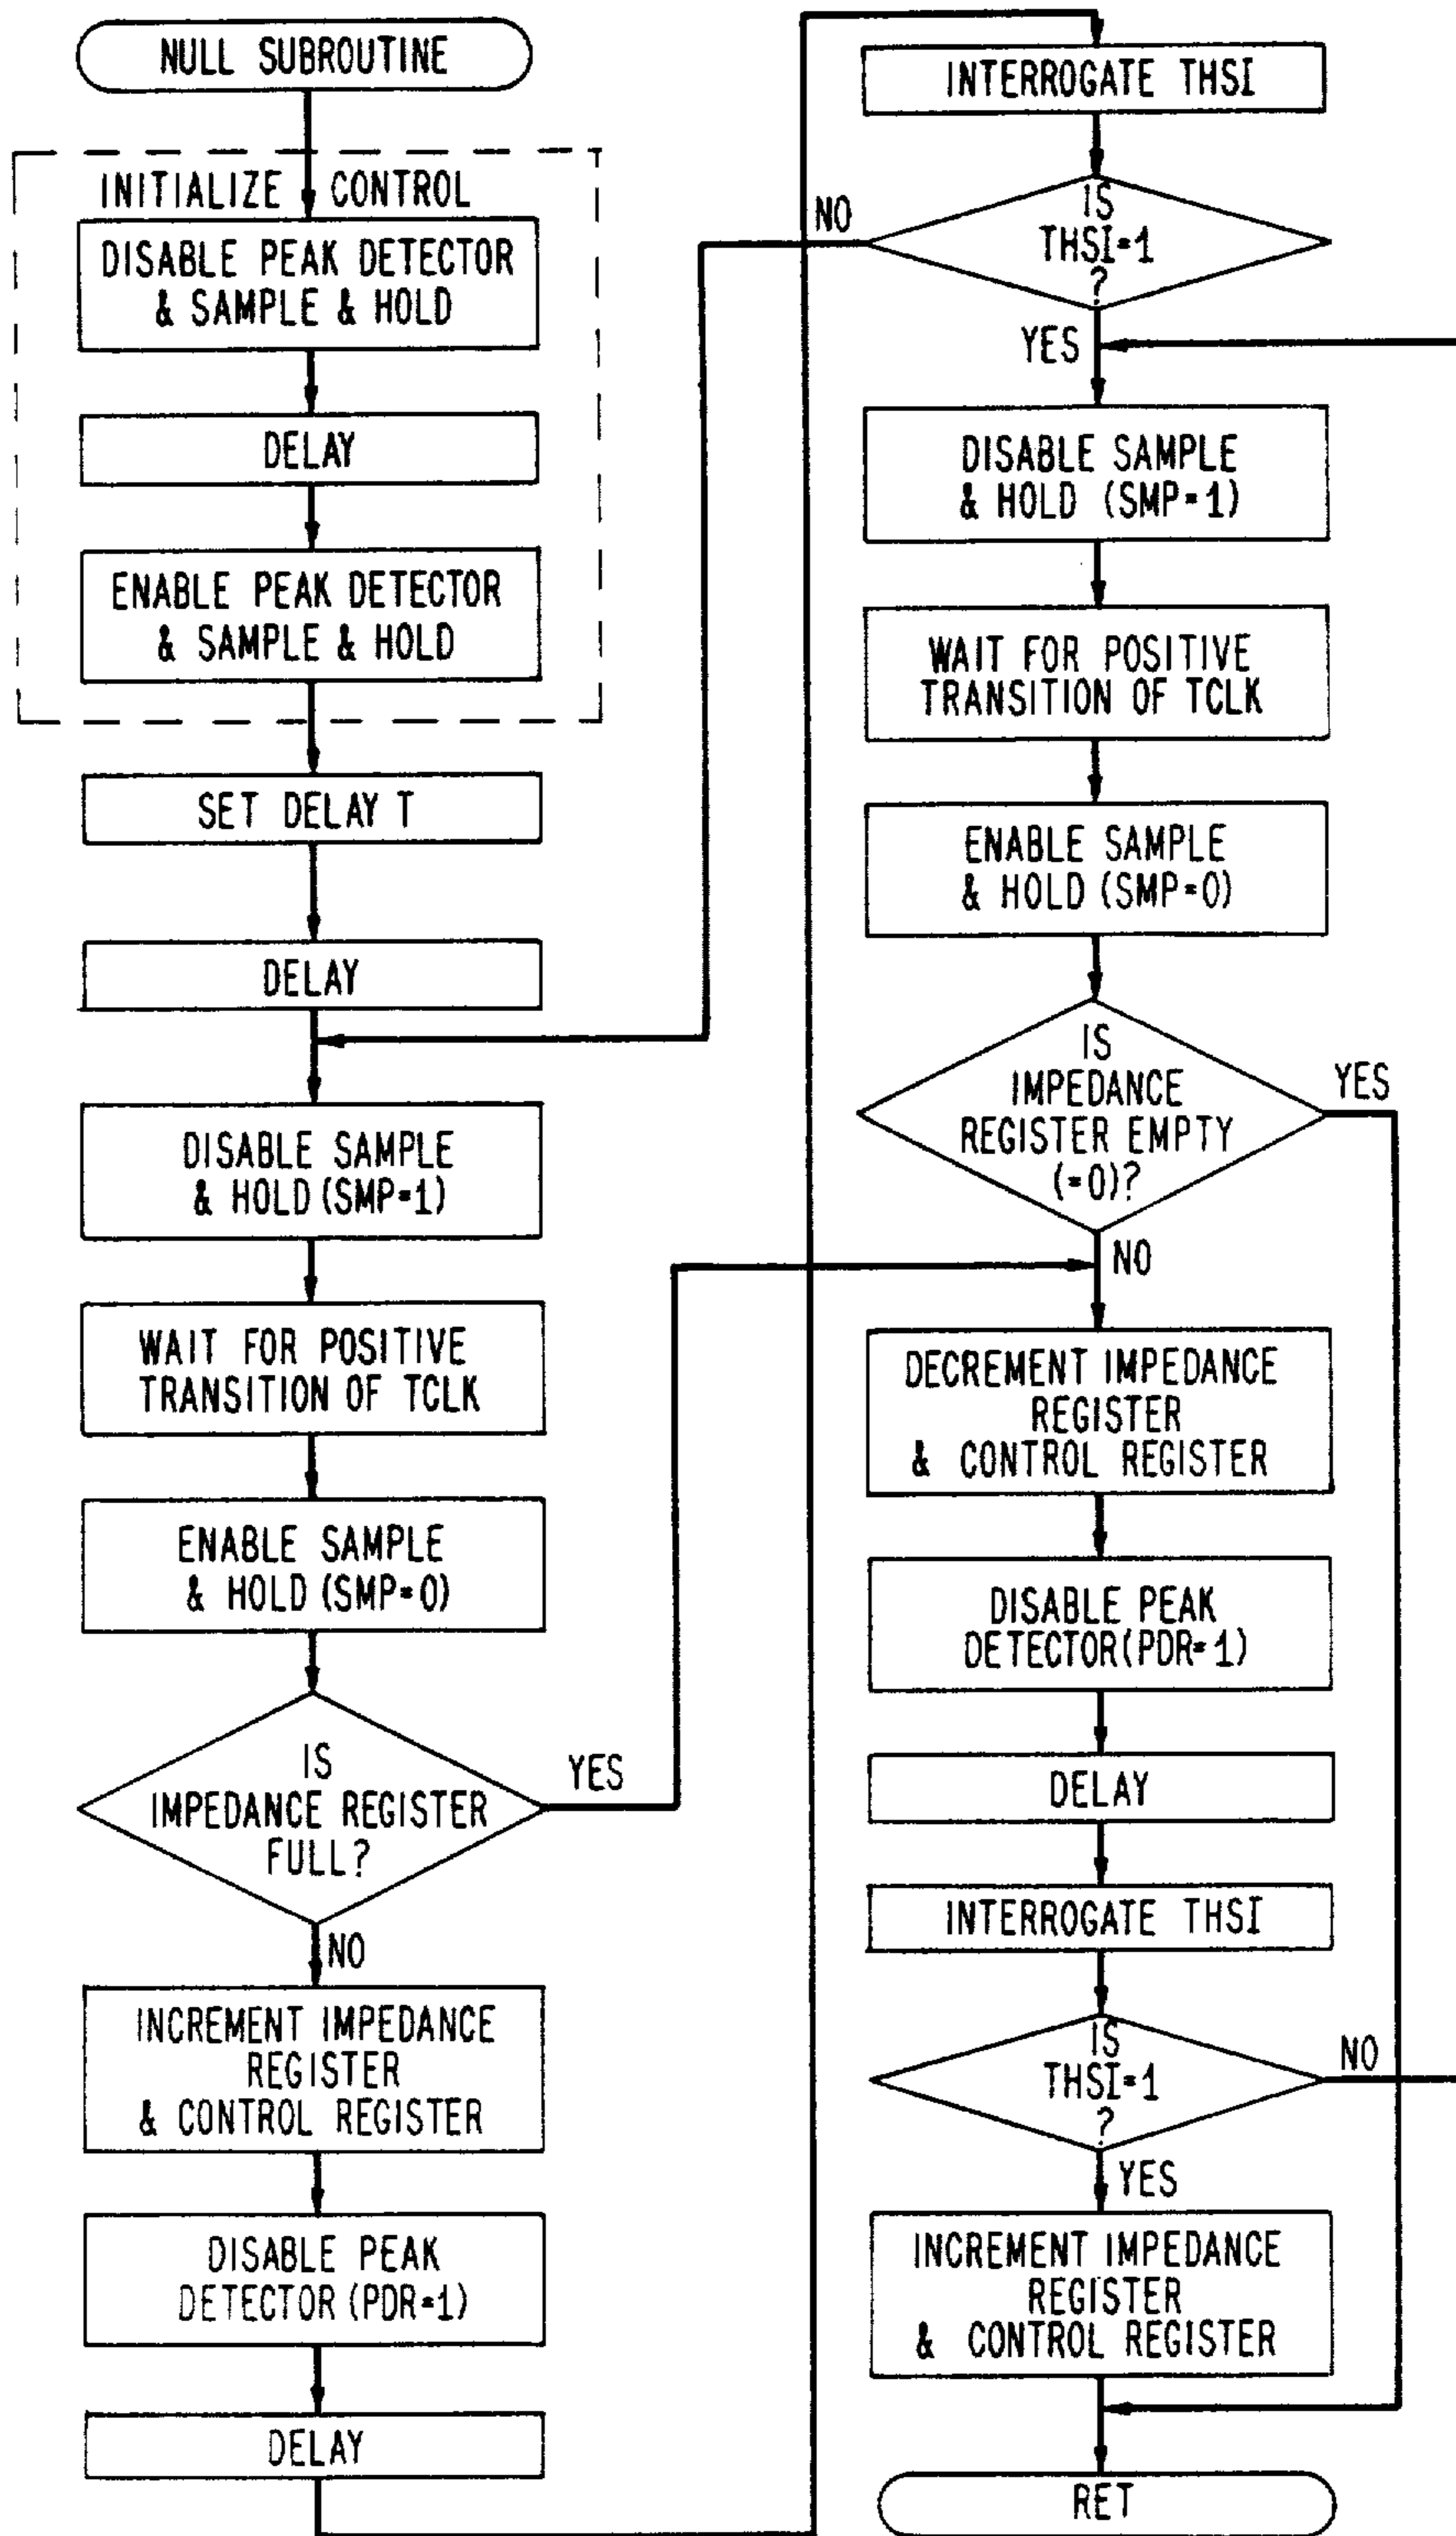 NULL SUBROUTINE
INITIALIZE CONTROL
DISABLE PEAK DETECTOR
& SAMPLE & HOLD
DELAY
ENABLE PEAK DETECTOR
& SAMPLE & HOLD
SET DELAY T
DELAY
DISABLE SAMPLE
& HOLD (SMP=1)
WAIT FOR POSITIVE
TRANSITION OF TCLK
ENABLE SAMPLE
& HOLD (SMP=0)
IS
IMPEDANCE REGISTER
FULL?
YES
NO
INCREMENT IMPEDANCE
REGISTER
& CONTROL REGISTER
DISABLE PEAK
DETECTOR (PDR=1)
DELAY
INTERROGATE THSI
IS
THSI=1
?
NO
YES
DISABLE SAMPLE
& HOLD (SMP=1)
WAIT FOR POSITIVE
TRANSITION OF TCLK
ENABLE SAMPLE
& HOLD (SMP=0)
IS
IMPEDANCE
REGISTER EMPTY
(=0)?
YES
NO
DECREMENT IMPEDANCE
REGISTER
& CONTROL REGISTER
DISABLE PEAK
DETECTOR (PDR=1)
DELAY
INTERROGATE THSI
IS
THSI=1
?
NO
YES
INCREMENT IMPEDANCE
REGISTER
& CONTROL REGISTER
RET